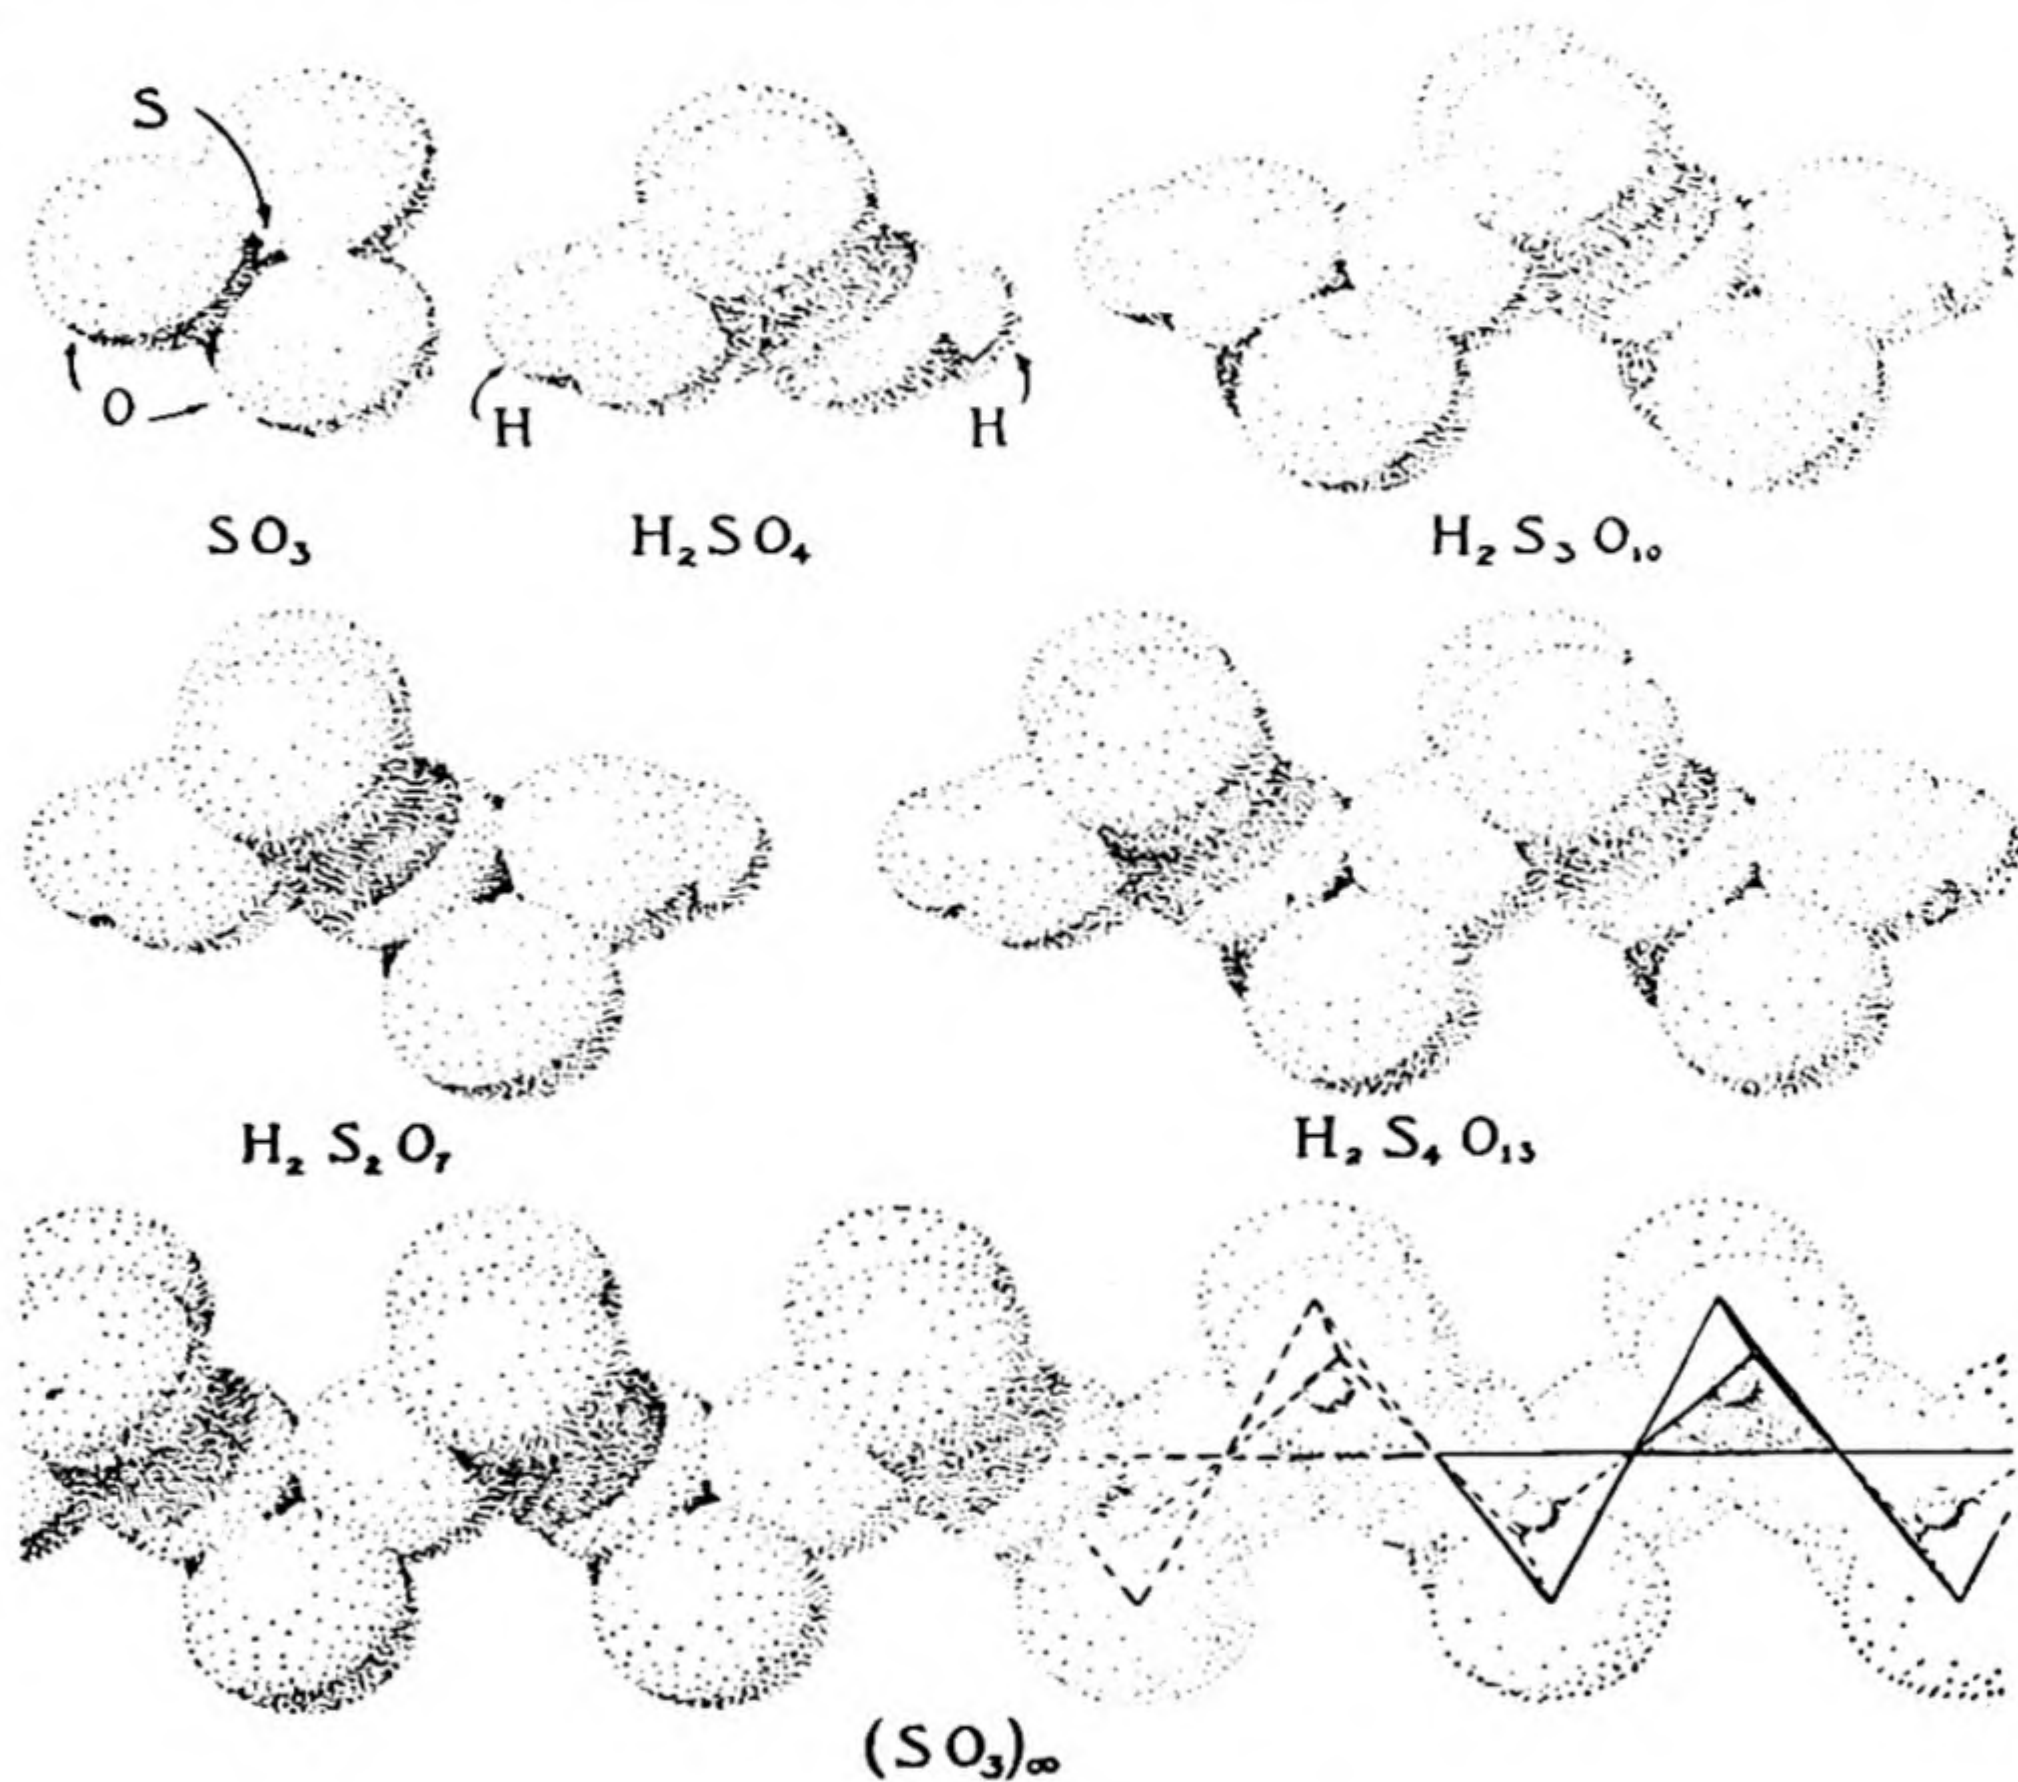 S
O
H
H
SO₃
H₂SO₄
H₂S₃O₁₀
H₂S₂O₇
H₂S₄O₁₃
(SO₃)∞